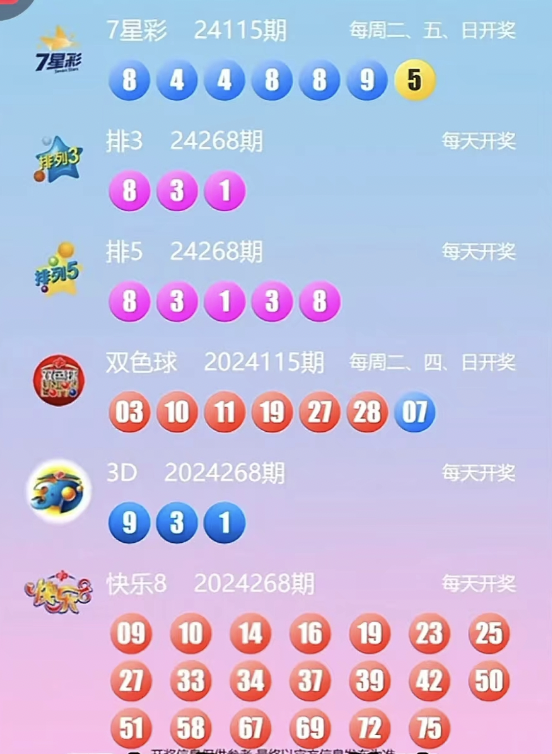 7星彩 24115期 每周二、五、日开奖
7星彩
8 4 4 8 8 9 5
排3 24268期 每天开奖
排列3
8 3 1
排5 24268期 每天开奖
排列5
8 3 1 3 8
双色球 2024115期 每周二、四、日开奖
双色球
UNION
LOTTO
03 10 11 19 27 28 07
3D 2024268期 每天开奖
3D
9 3 1
快乐8 2024268期 每天开奖
快乐8
09 10 14 16 19 23 25
27 33 34 37 39 42 50
51 58 67 69 72 75